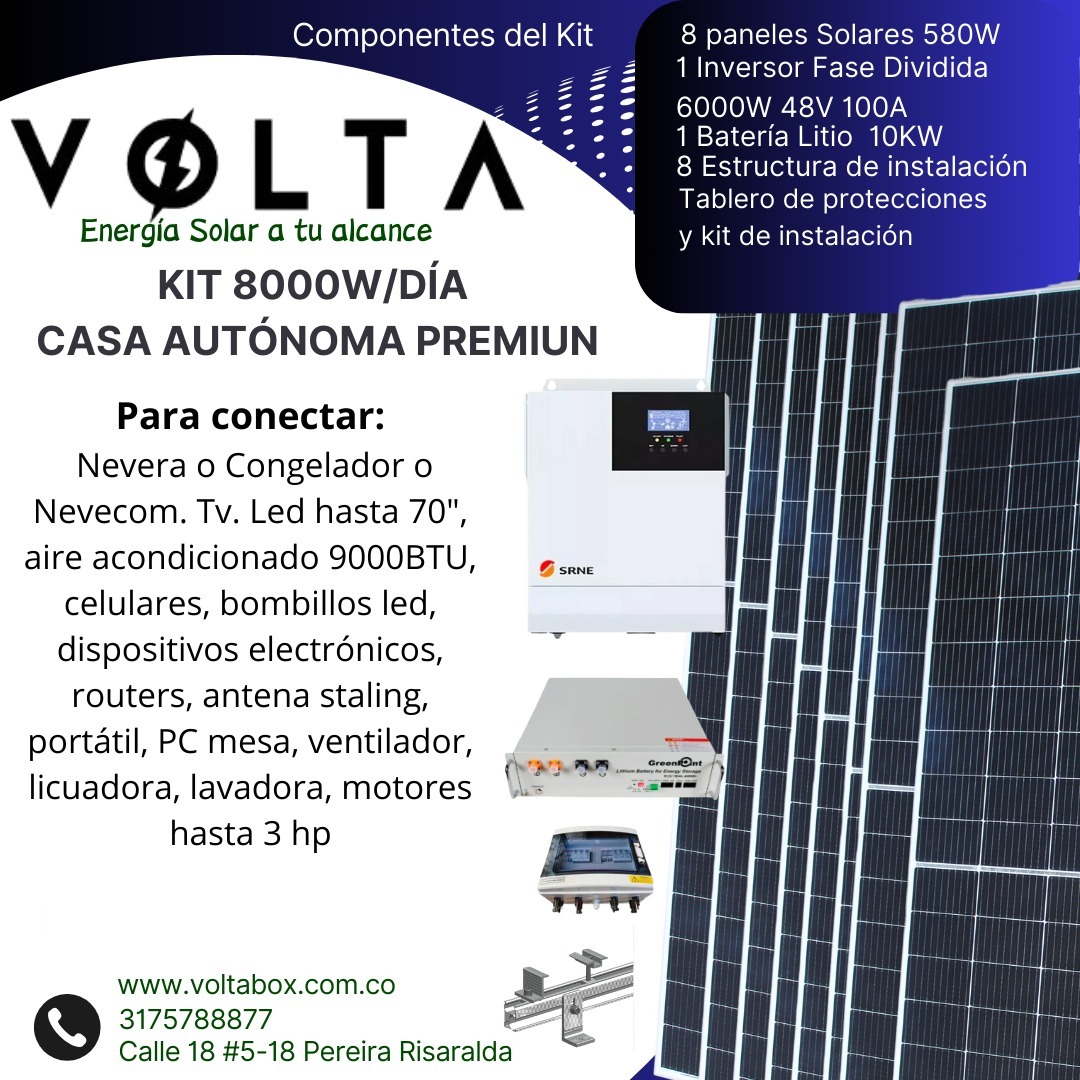 Componentes del Kit
8 paneles Solares 580W
1 Inversor Fase Dividida
6000W 48V 100A
1 Batería Litio 10KW
8 Estructura de instalación
Tablero de protecciones
y kit de instalación
VOLTA
Energía Solar a tu alcance
KIT 8000W/DÍA
CASA AUTÓNOMA PREMIUN
Para conectar:
Nevera o Congelador o
Nevecom. Tv. Led hasta 70",
aire acondicionado 9000BTU,
celulares, bombillos led,
dispositivos electrónicos,
routers, antena staling,
portátil, PC mesa, ventilador,
licuadora, lavadora, motores
hasta 3 hp
SRNE
Lithium Battery for Energy Storage
www.voltabox.com.co
3175788877
Calle 18 #5-18 Pereira Risaralda